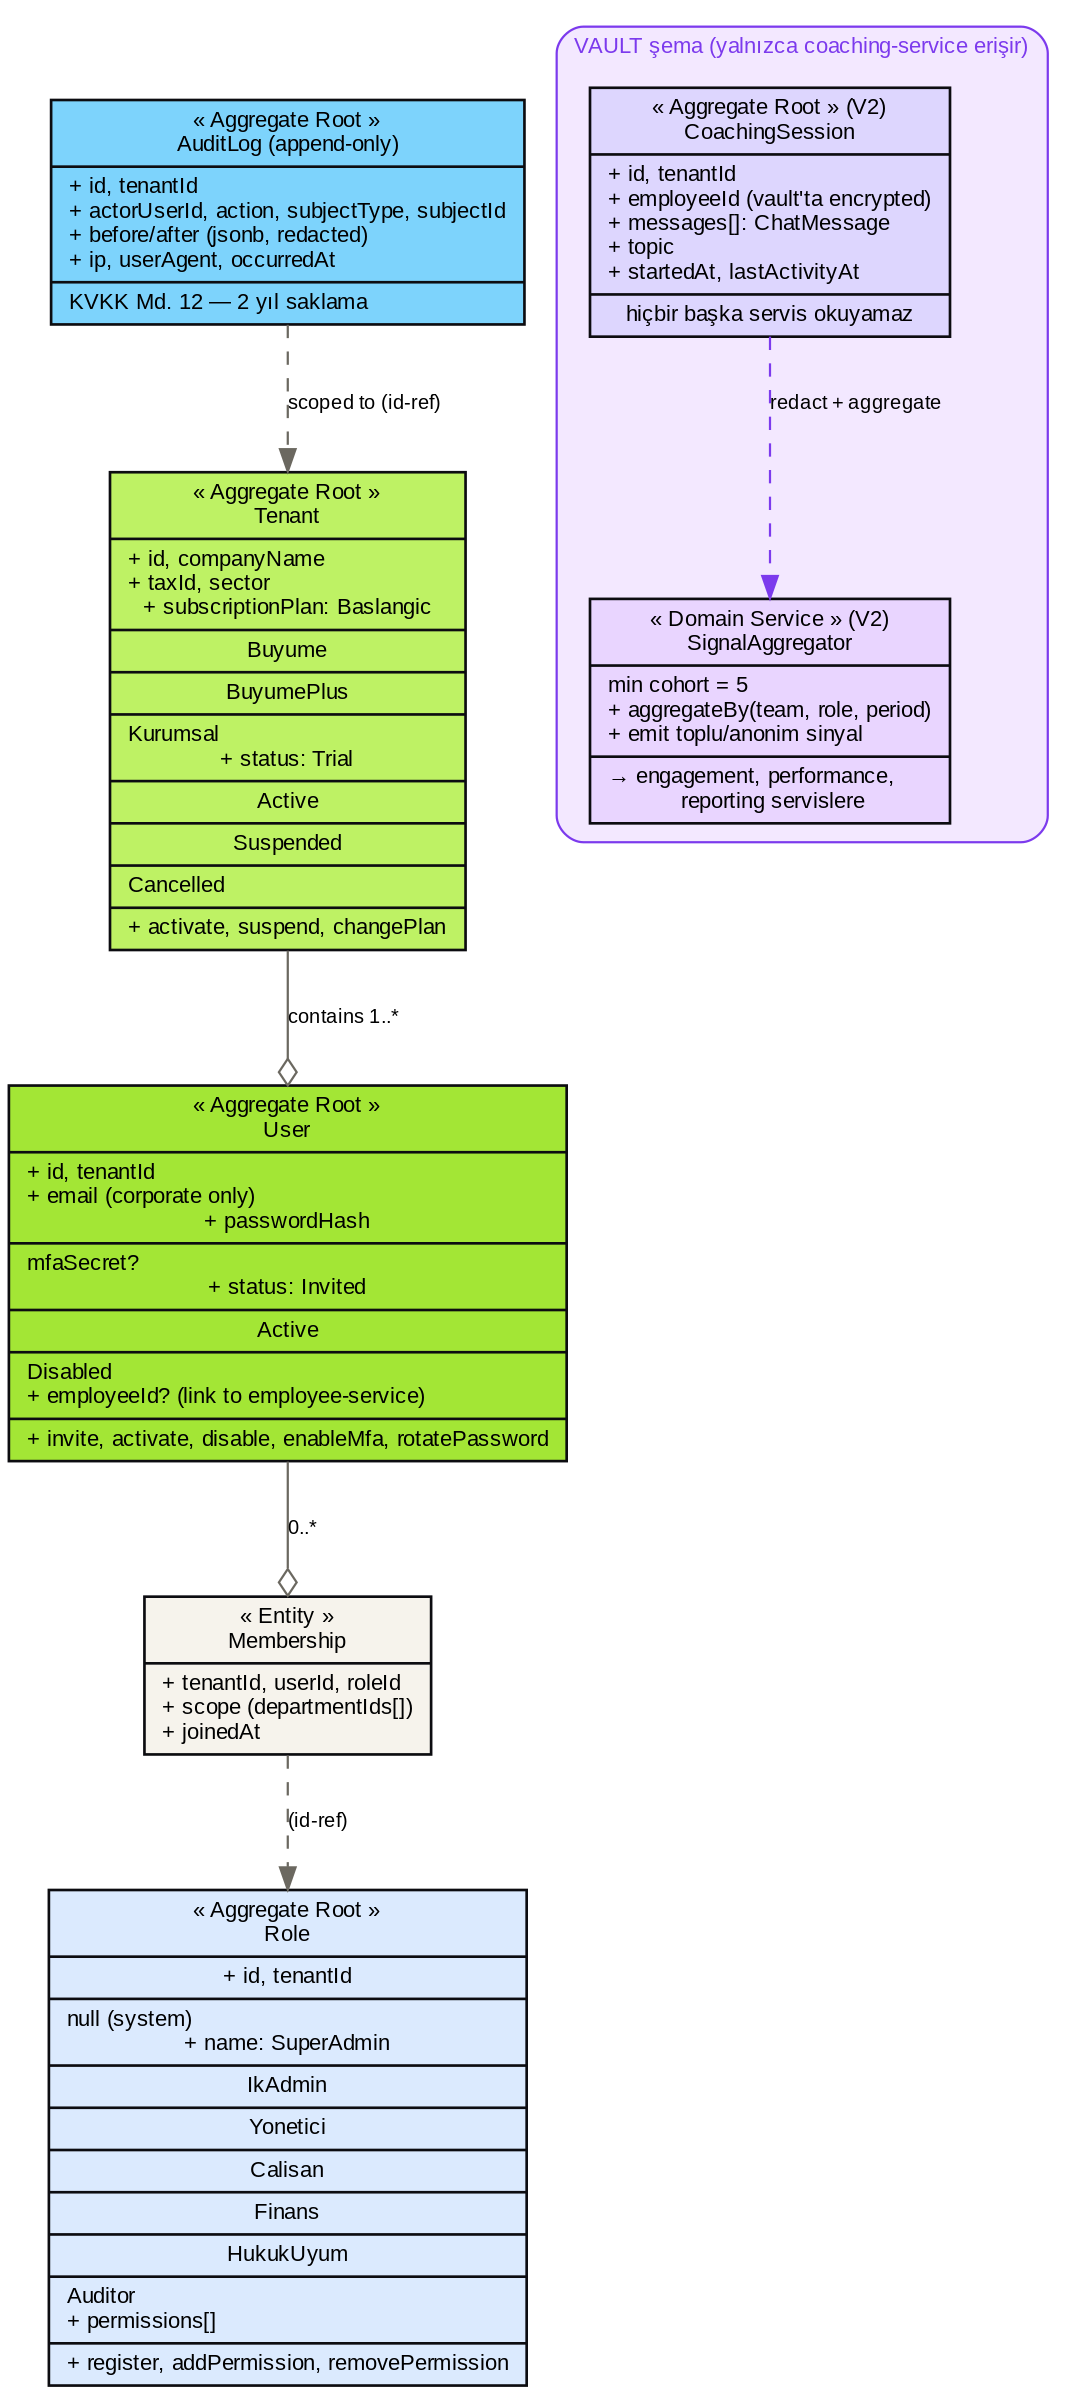 « Aggregate Root »
AuditLog (append-only)
+ id, tenantId
+ actorUserId, action, subjectType, subjectId
+ before/after (jsonb, redacted)
+ ip, userAgent, occurredAt
KVKK Md. 12 — 2 yıl saklama
scoped to (id-ref)
« Aggregate Root »
Tenant
+ id, companyName
+ taxId, sector
+ subscriptionPlan: Baslangic
Buyume
BuyumePlus
Kurumsal
+ status: Trial
Active
Suspended
Cancelled
+ activate, suspend, changePlan
contains 1..*
« Aggregate Root »
User
+ id, tenantId
+ email (corporate only)
+ passwordHash
mfaSecret?
+ status: Invited
Active
Disabled
+ employeeId? (link to employee-service)
+ invite, activate, disable, enableMfa, rotatePassword
0..*
« Entity »
Membership
+ tenantId, userId, roleId
+ scope (departmentIds[])
+ joinedAt
(id-ref)
« Aggregate Root »
Role
+ id, tenantId
null (system)
+ name: SuperAdmin
IkAdmin
Yonetici
Calisan
Finans
HukukUyum
Auditor
+ permissions[]
+ register, addPermission, removePermission
VAULT şema (yalnızca coaching-service erişir)
« Aggregate Root » (V2)
CoachingSession
+ id, tenantId
+ employeeId (vault'ta encrypted)
+ messages[]: ChatMessage
+ topic
+ startedAt, lastActivityAt
hiçbir başka servis okuyamaz
redact + aggregate
« Domain Service » (V2)
SignalAggregator
min cohort = 5
+ aggregateBy(team, role, period)
+ emit toplu/anonim sinyal
→ engagement, performance,
reporting servislere